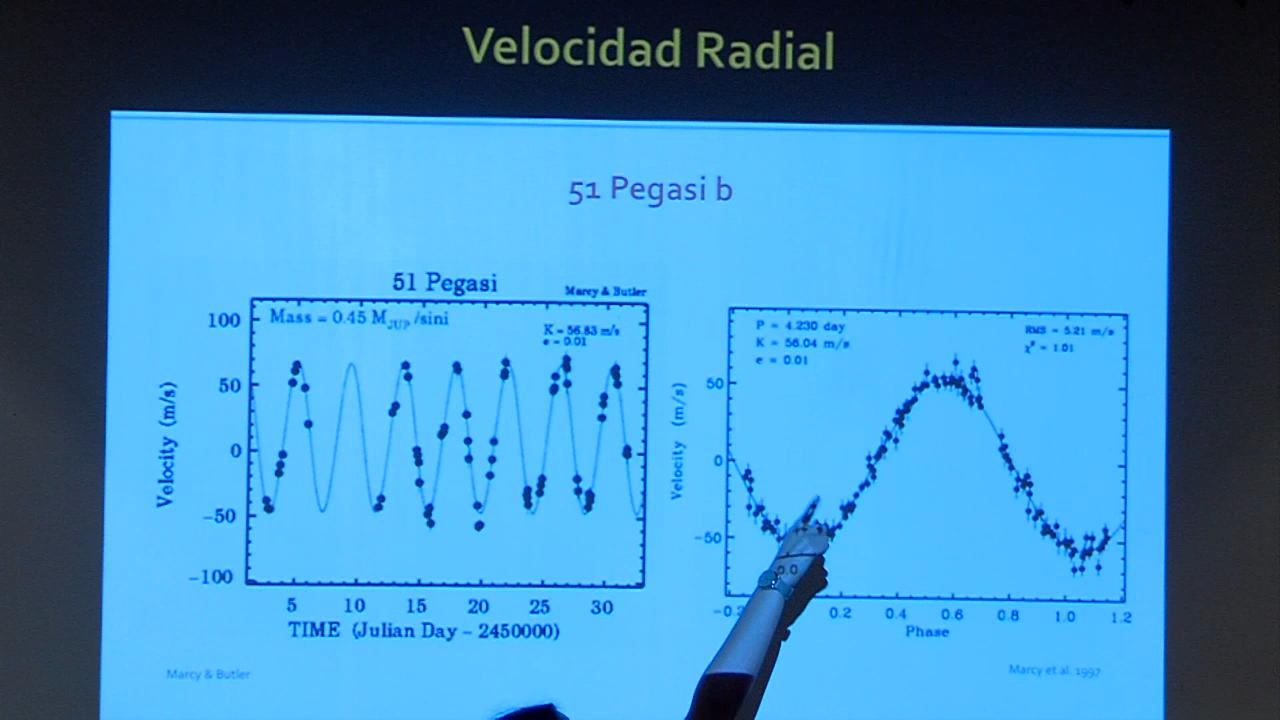 Velocidad Radial
51 Pegasi b
51 Pegasi
Marcy & Butler
Mass = 0.45 M_JUP /sini
K = 56.83 m/s
e = 0.01
100
50
0
-50
-100
Velocity (m/s)
5 10 15 20 25 30
TIME (Julian Day - 2450000)
Marcy & Butler
P = 4.230 day
K = 56.04 m/s
e = 0.01
RMS = 5.21 m/s
χ² = 1.01
50
0
-50
Velocity (m/s)
0.0
0.2 0.4 0.6 0.8 1.0 1.2
Phase
Marcy et al. 1997